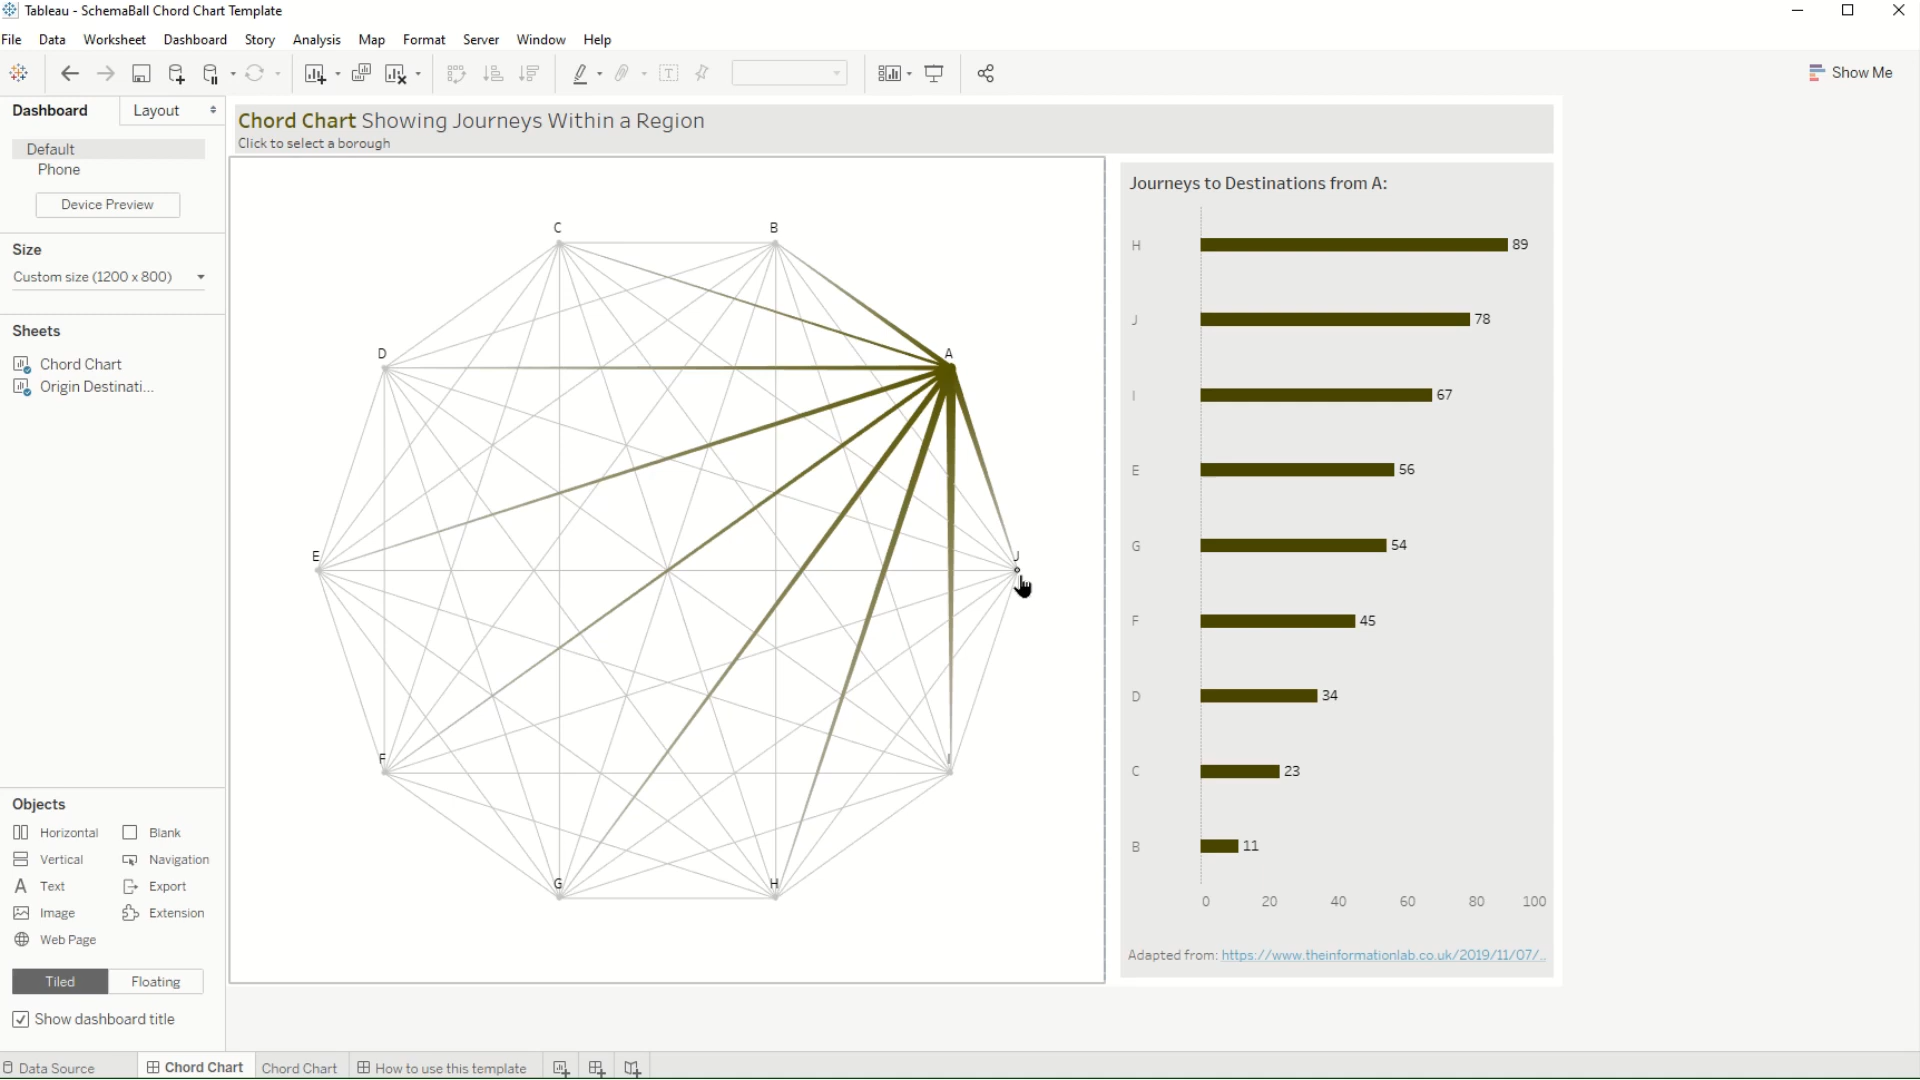 Tableau - SchemaBall Chord Chart Template
File Data Worksheet Dashboard Story Analysis Map Format Server Window Help
Show Me
Dashboard Layout
Default
Phone
Device Preview
Size
Custom size (1200 x 800)
Sheets
Chord Chart
Origin Destinati...
Objects
Horizontal Blank
Vertical Navigation
Text Export
Image Extension
Web Page
Tiled Floating
Show dashboard title
Chord Chart Showing Journeys Within a Region
Click to select a borough
C B
D A
E J
F I
G H
Journeys to Destinations from A:
H 89
J 78
I 67
E 56
G 54
F 45
D 34
C 23
B 11
0 20 40 60 80 100
Adapted from: https://www.theinformationlab.co.uk/2019/11/07/..
Data Source Chord Chart Chord Chart How to use this template